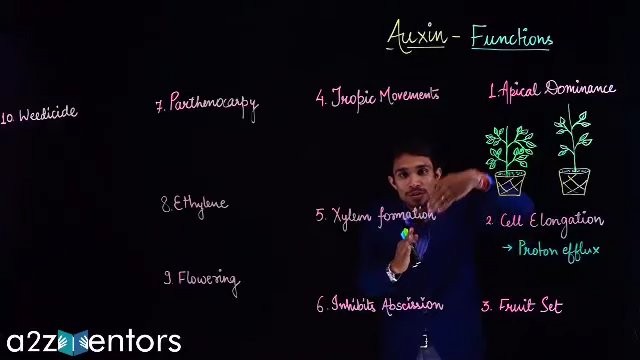 Auxin - Functions
1. Apical Dominance
2. Cell Elongation
→ Proton efflux
3. Fruit Set
4. Tropic Movements
5. Xylem formation
6. Inhibits Abscission
7. Parthenocarpy
8. Ethylene
9. Flowering
10. Weedicide
a2zmentors